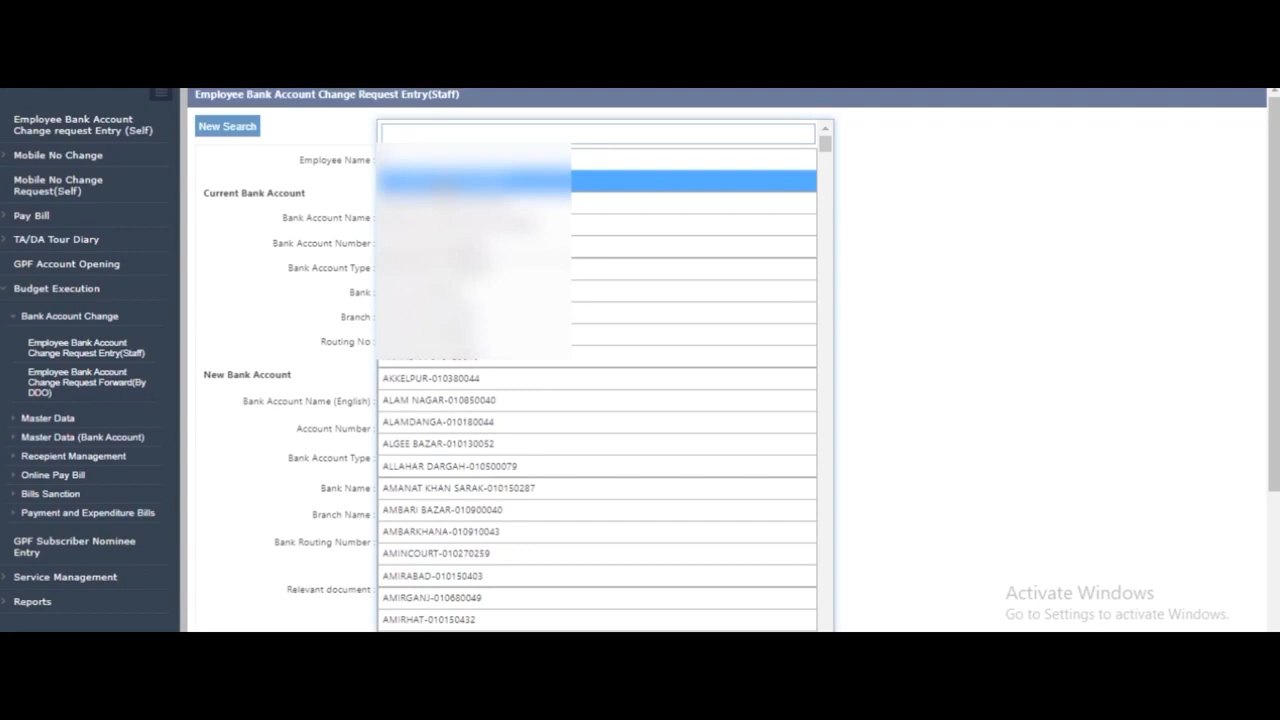 Employee Bank Account Change Request Entry(Staff)
Employee Bank Account
Change request Entry (Self)
Mobile No Change
Mobile No Change
Request(Self)
Pay Bill
TA/DA Tour Diary
GPF Account Opening
Budget Execution
Bank Account Change
Employee Bank Account
Change Request Entry(Staff)
Employee Bank Account
Change Request Forward(By
DDO)
Master Data
Master Data (Bank Account)
Recepient Management
Online Pay Bill
Bills Sanction
Payment and Expenditure Bills
GPF Subscriber Nominee
Entry
Service Management
Reports
New Search
Employee Name :
Current Bank Account
Bank Account Name :
Bank Account Number :
Bank Account Type :
Bank :
Branch :
Routing No :
New Bank Account
Bank Account Name (English) :
Account Number :
Bank Account Type :
Bank Name :
Branch Name :
Bank Routing Number :
Relevant document :
AKKELPUR-010380044
ALAM NAGAR-010850040
ALAMDANGA-010180044
ALGEE BAZAR-010130052
ALLAHAR DARGAH-010500079
AMANAT KHAN SARAK-010150287
AMBARI BAZAR-010900040
AMBARKHANA-010910043
AMINCOURT-010270259
AMIRABAD-010150403
AMIRGANJ-010680049
AMIRHAT-010150432
Activate Windows
Go to Settings to activate Windows.